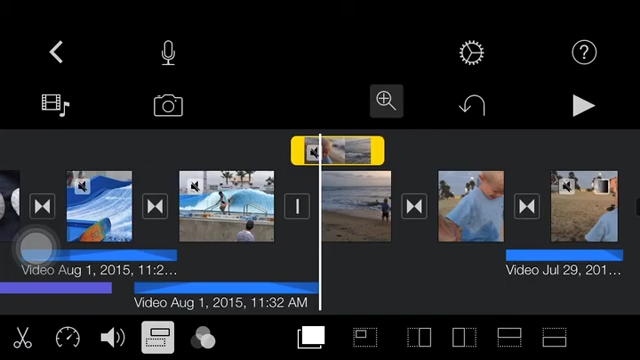 ?
Video Aug 1, 2015, 11:2...
Video Jul 29, 201...
Video Aug 1, 2015, 11:32 AM